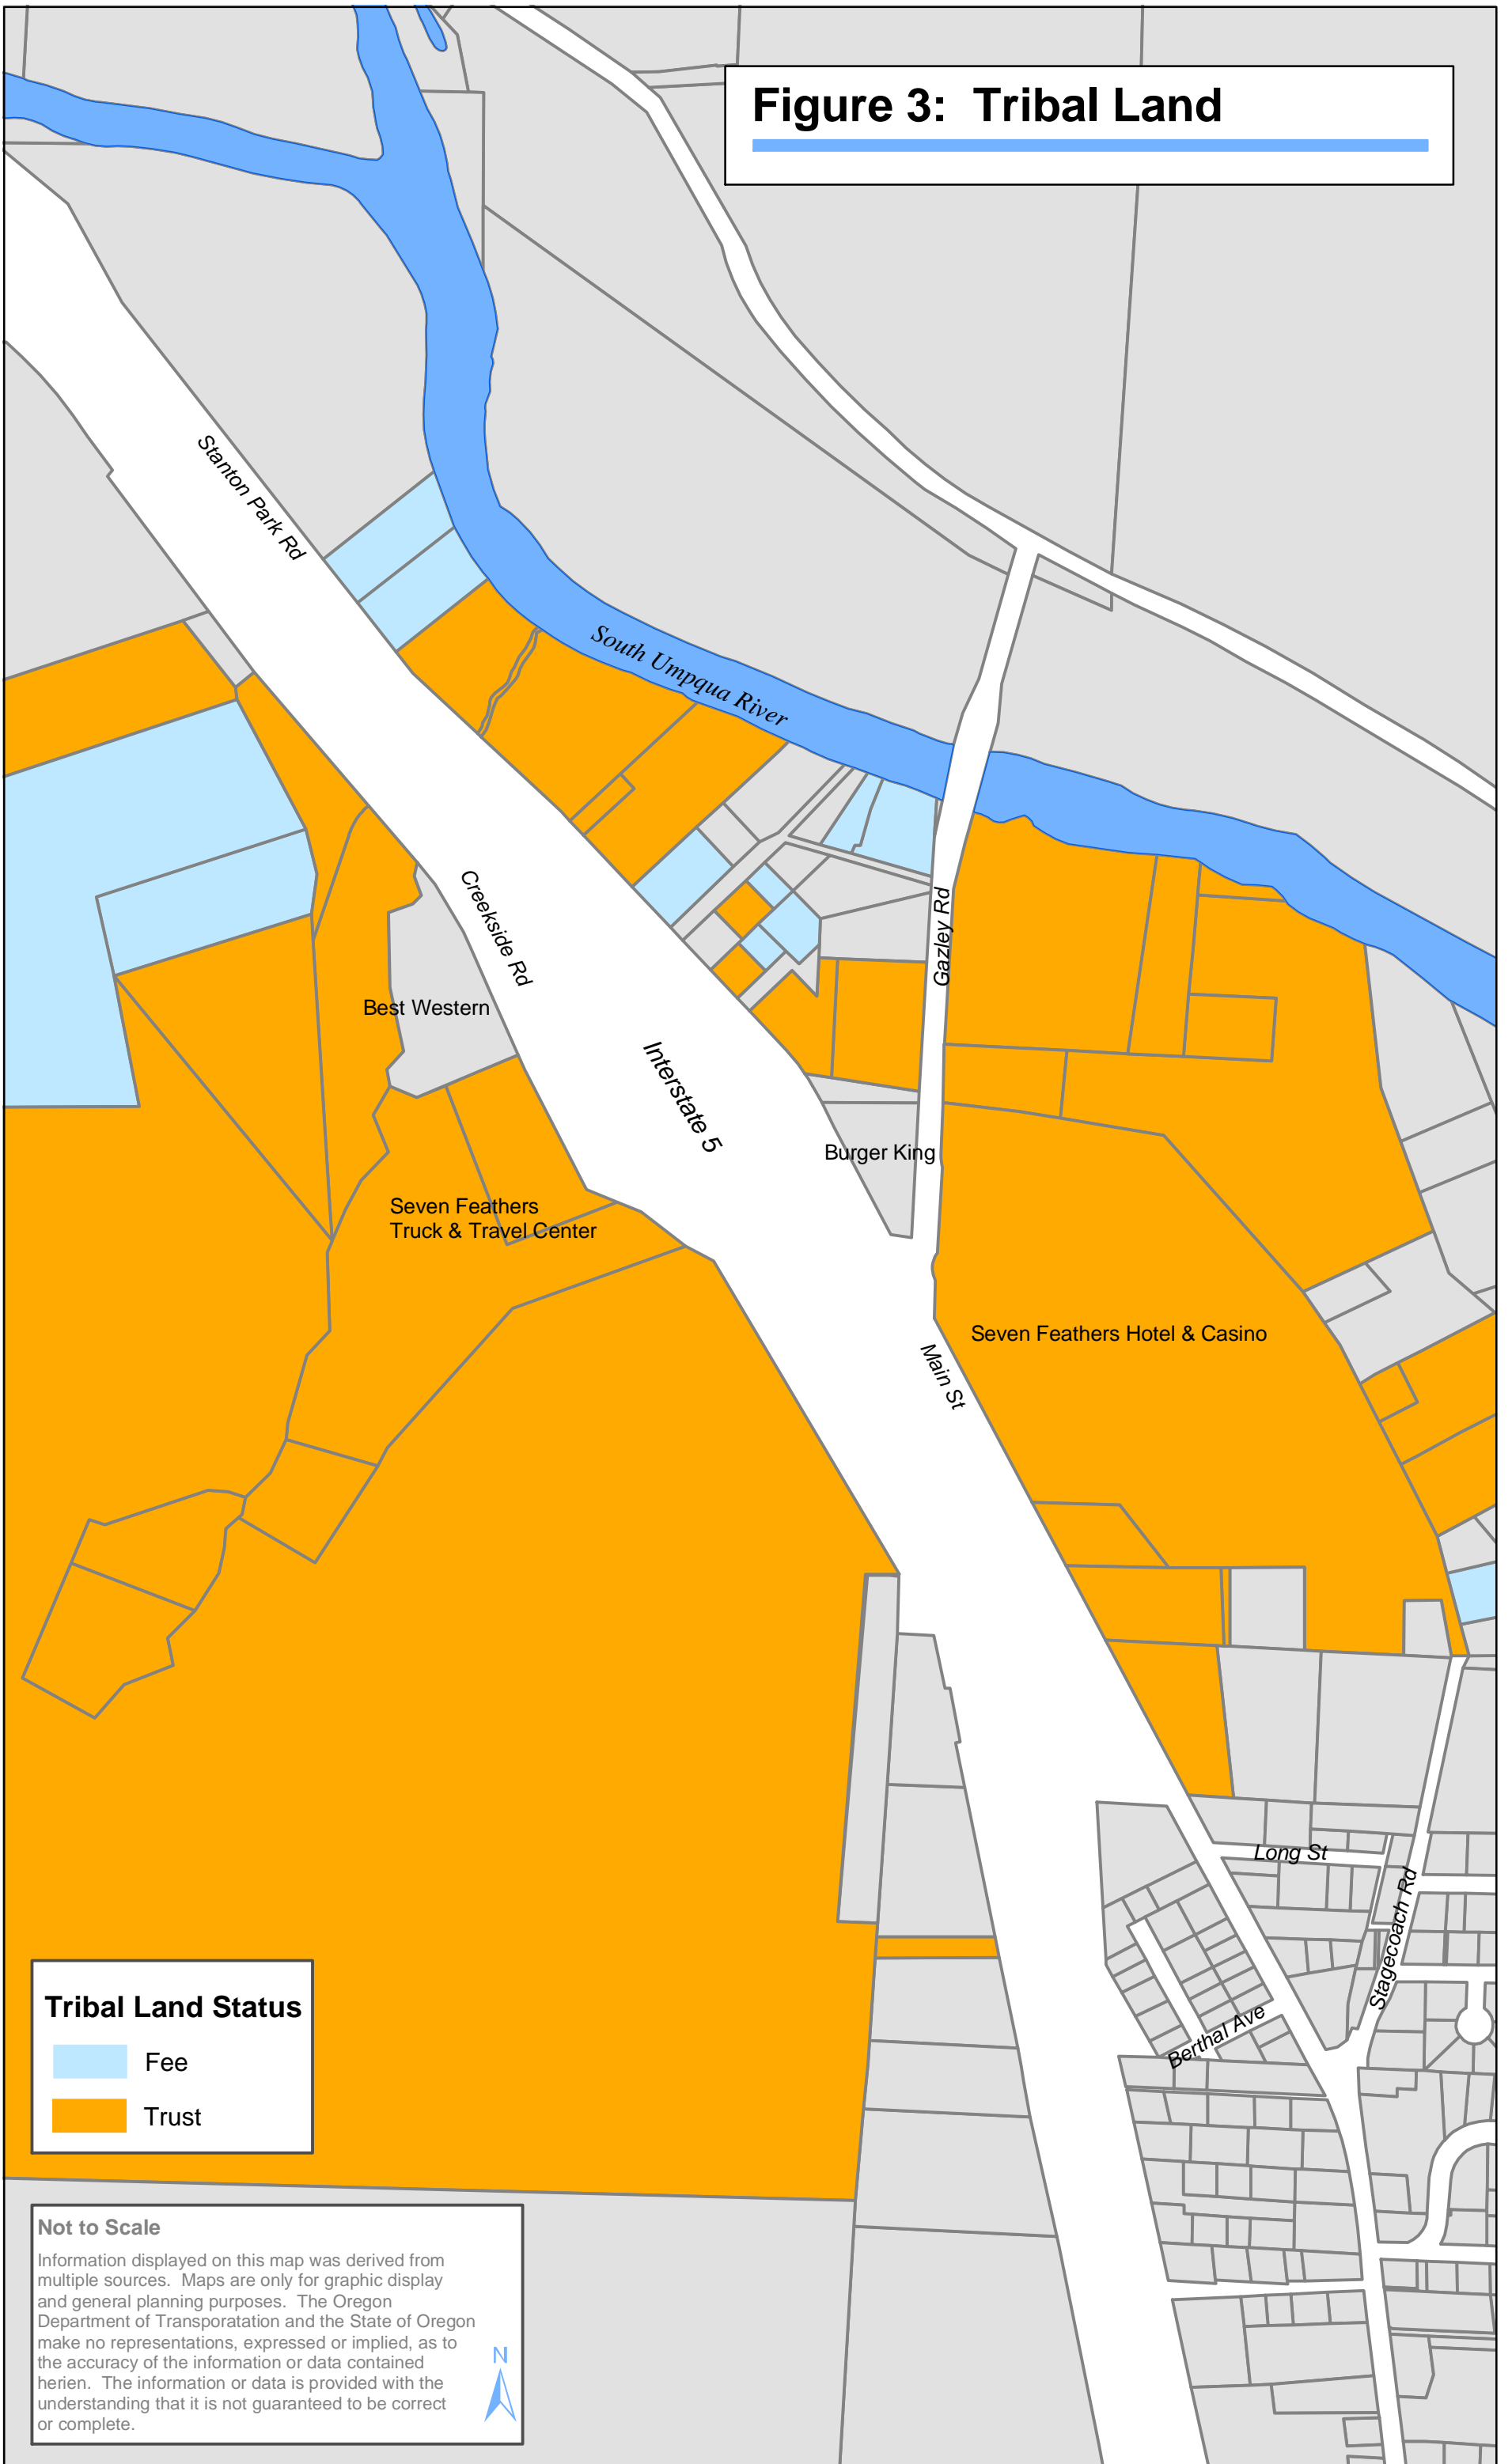 Figure 3:  Tribal Land
Stanton Park Rd
South Umpqua River
Creekside Rd
Gazley Rd
Best Western
Interstate 5
Burger King
Seven Feathers
Truck & Travel Center
Seven Feathers Hotel & Casino
Main St
Long St
Stagecoach Rd
Berthal Ave
Tribal Land Status
Fee
Trust
Not to Scale
Information displayed on this map was derived from
multiple sources.  Maps are only for graphic display
and general planning purposes.  The Oregon
Department of Transporatation and the State of Oregon
make no representations, expressed or implied, as to
the accuracy of the information or data contained
herien.  The information or data is provided with the
understanding that it is not guaranteed to be correct
or complete.
N